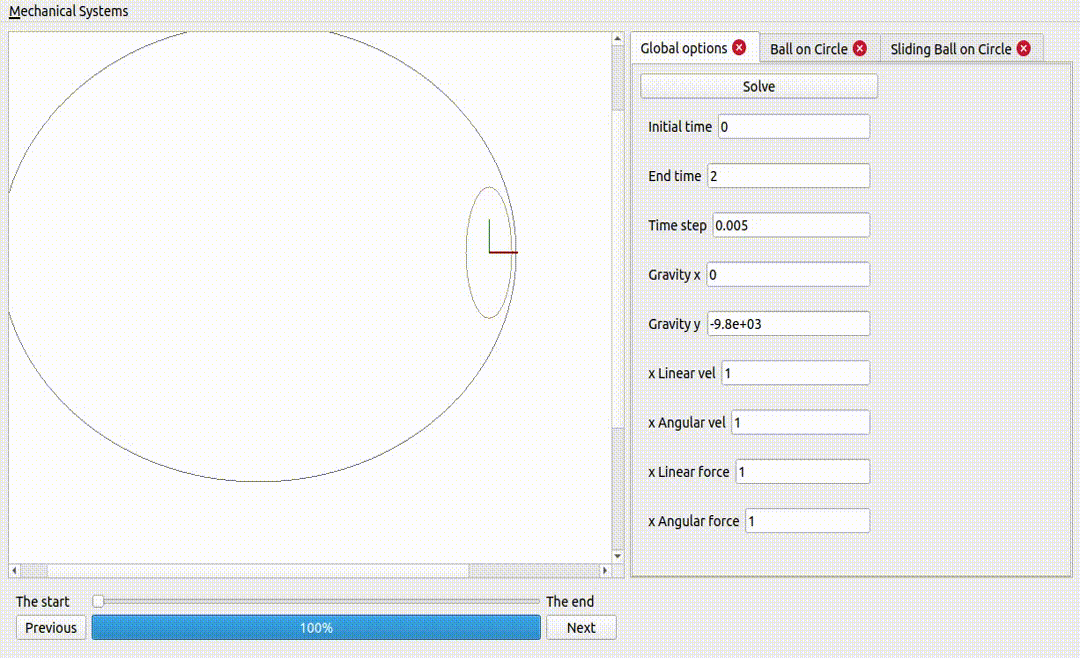 Mechanical Systems
Global options
Ball on Circle
Sliding Ball on Circle
Solve
Initial time 0
End time 2
Time step 0.005
Gravity x 0
Gravity y -9.8e+03
x Linear vel 1
x Angular vel 1
x Linear force 1
x Angular force 1
The start
The end
Previous
100%
Next